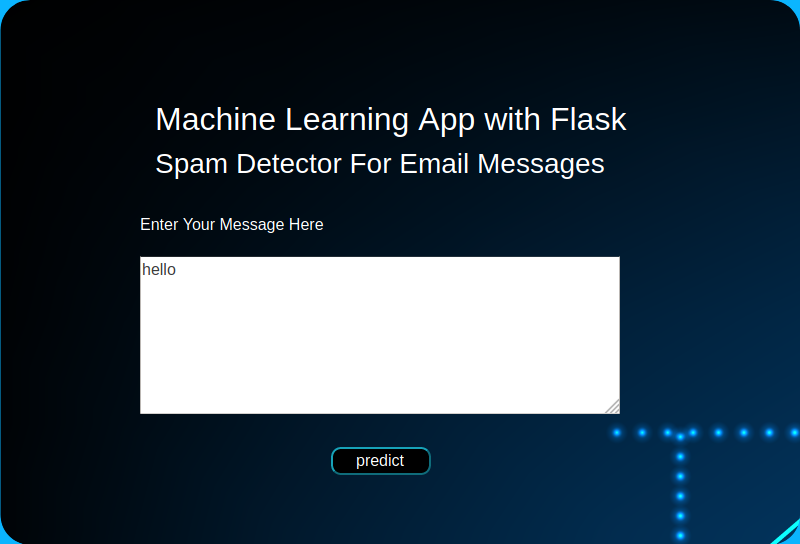 Machine Learning App with Flask
Spam Detector For Email Messages
Enter Your Message Here
hello
predict